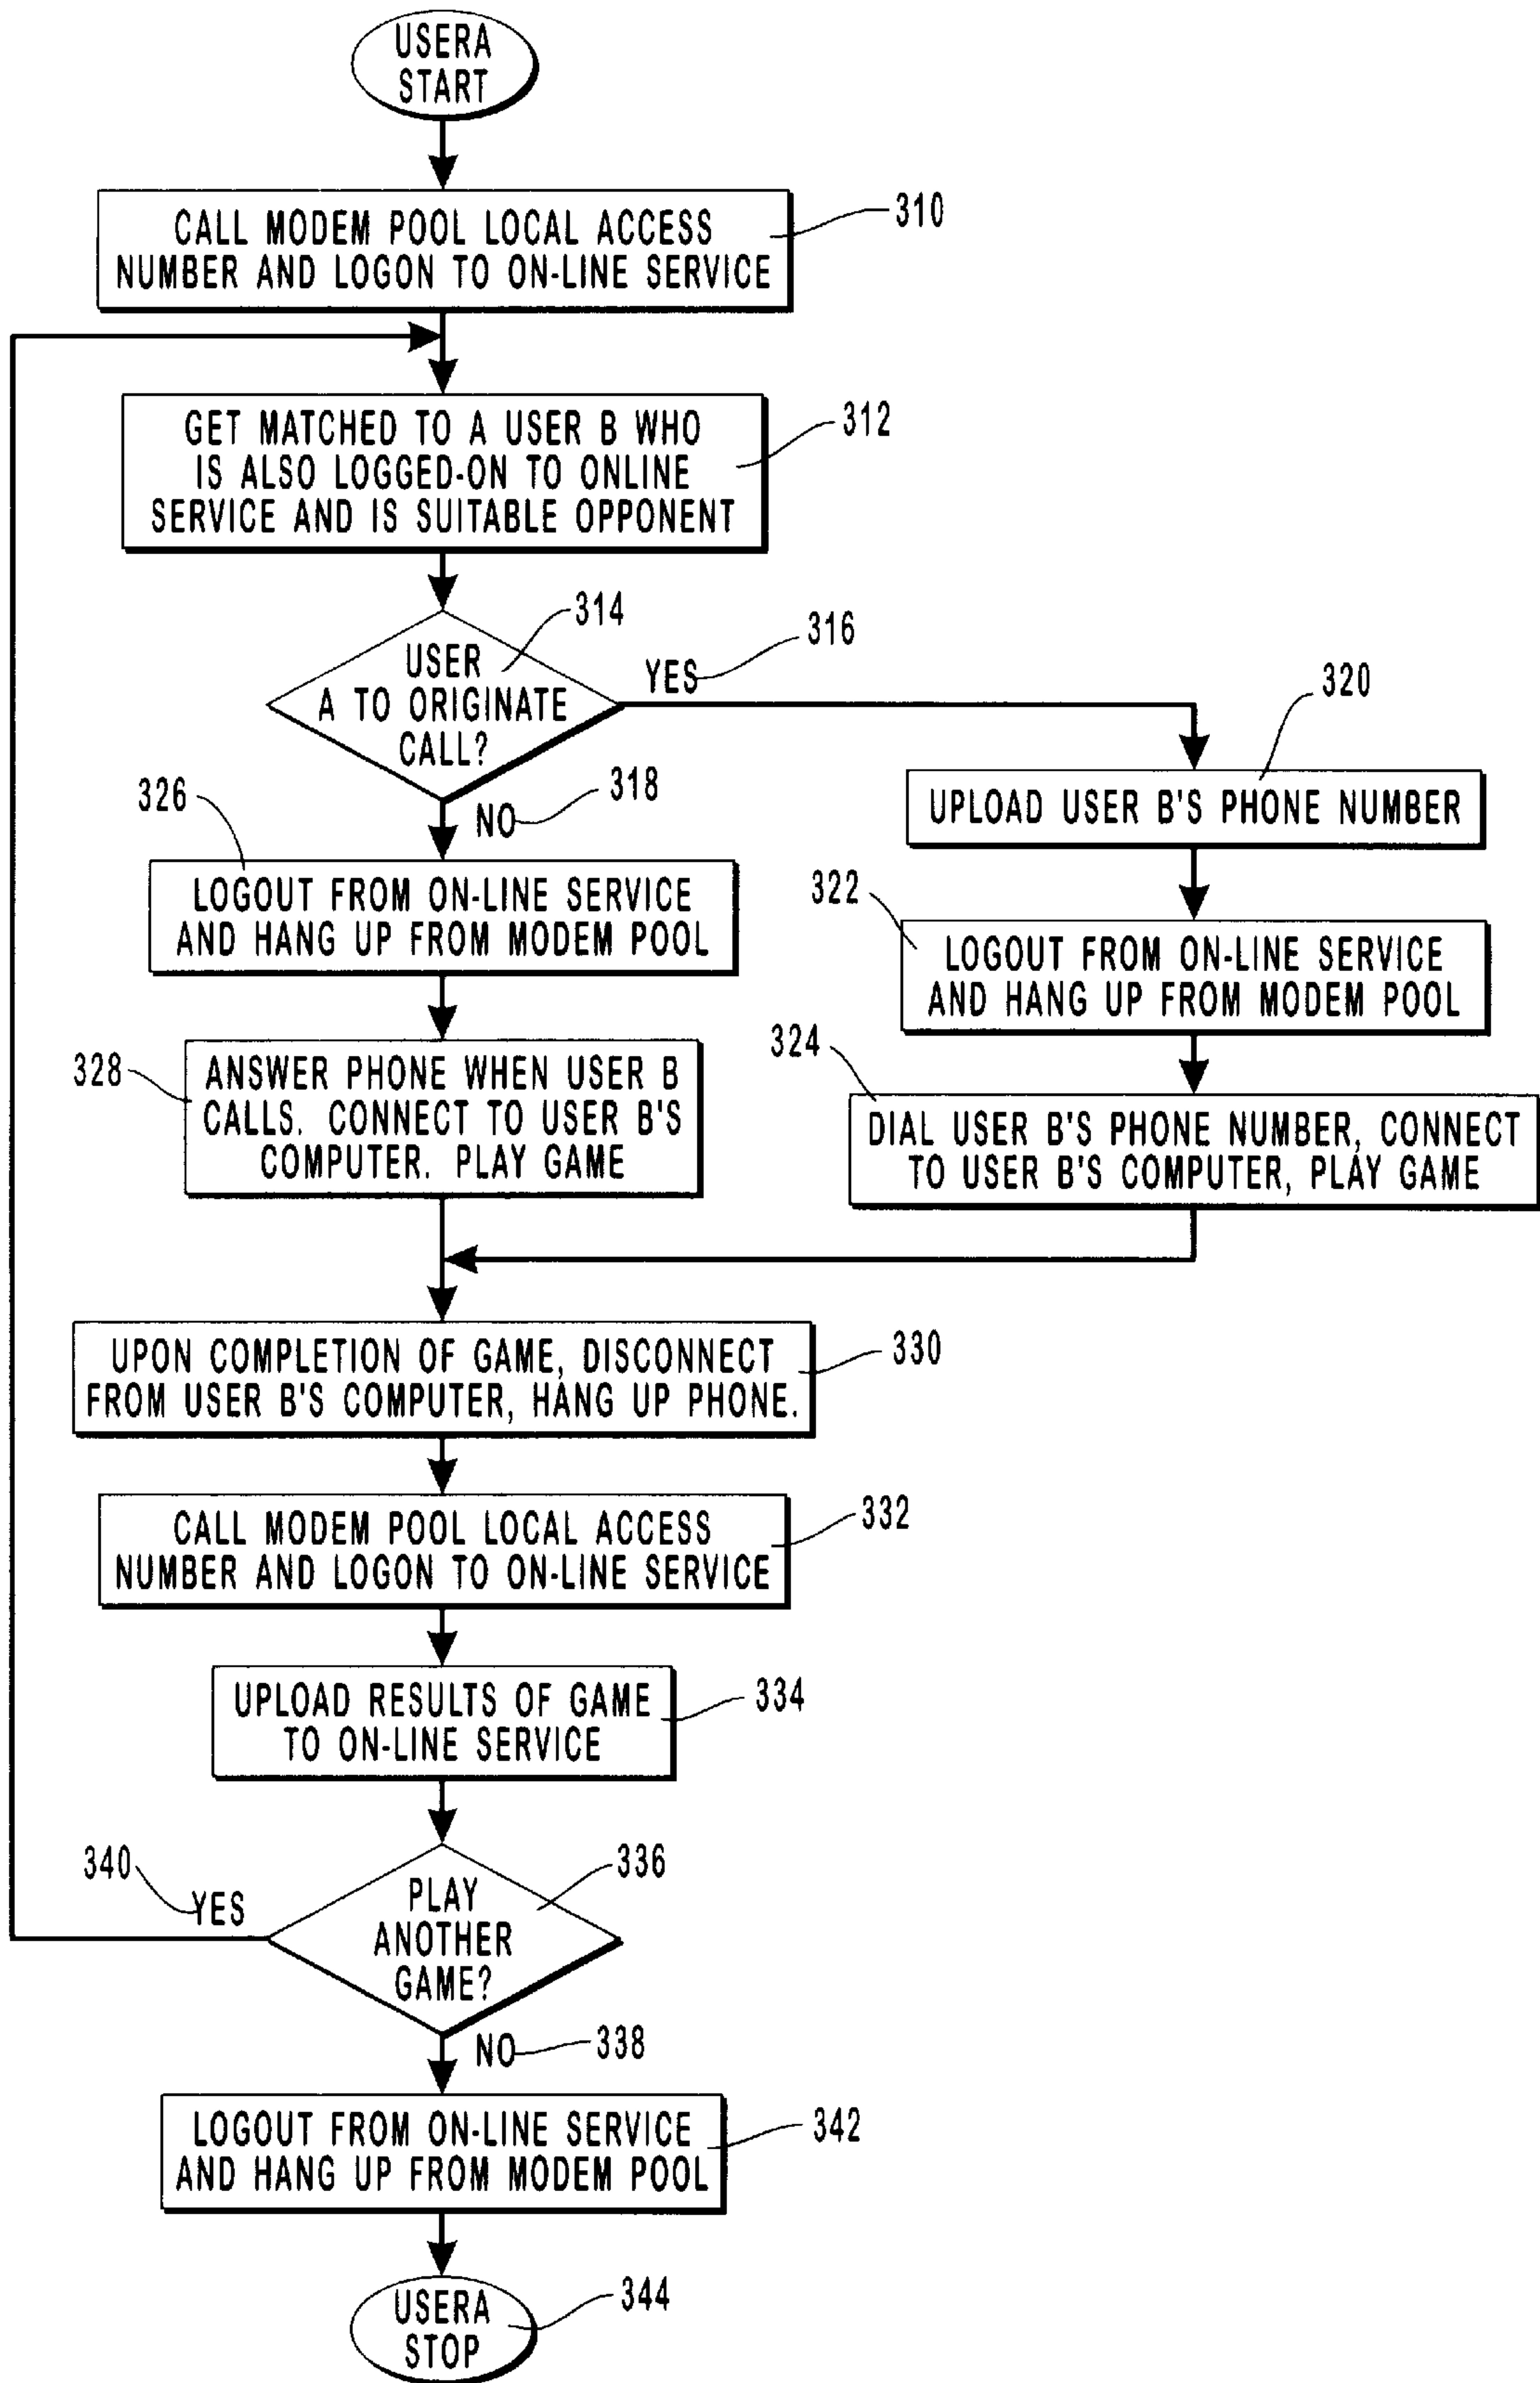 USERA
START
CALL MODEM POOL LOCAL ACCESS
NUMBER AND LOGON TO ON-LINE SERVICE
310
GET MATCHED TO A USER B WHO
IS ALSO LOGGED-ON TO ONLINE
SERVICE AND IS SUITABLE OPPONENT
312
314
USER
A TO ORIGINATE
CALL?
YES
316
NO
318
320
UPLOAD USER B'S PHONE NUMBER
322
LOGOUT FROM ON-LINE SERVICE
AND HANG UP FROM MODEM POOL
324
DIAL USER B'S PHONE NUMBER, CONNECT
TO USER B'S COMPUTER, PLAY GAME
326
LOGOUT FROM ON-LINE SERVICE
AND HANG UP FROM MODEM POOL
328
ANSWER PHONE WHEN USER B
CALLS. CONNECT TO USER B'S
COMPUTER. PLAY GAME
UPON COMPLETION OF GAME, DISCONNECT
FROM USER B'S COMPUTER, HANG UP PHONE.
330
CALL MODEM POOL LOCAL ACCESS
NUMBER AND LOGON TO ON-LINE SERVICE
332
UPLOAD RESULTS OF GAME
TO ON-LINE SERVICE
334
336
PLAY
ANOTHER
GAME?
340
YES
NO
338
LOGOUT FROM ON-LINE SERVICE
AND HANG UP FROM MODEM POOL
342
USERA
STOP
344